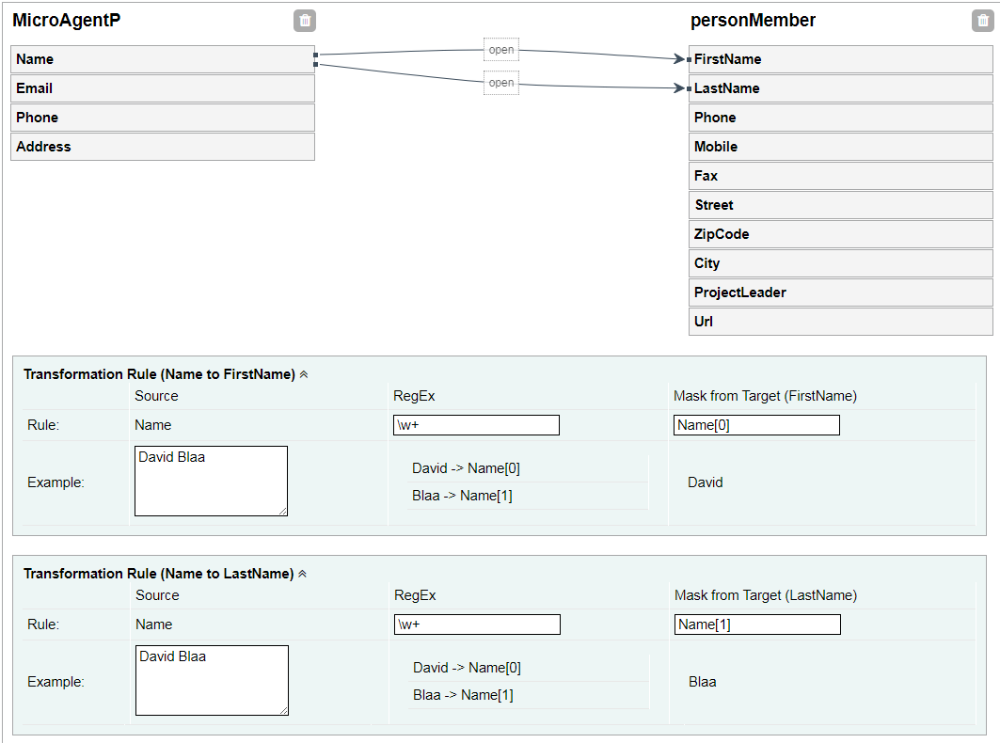 MicroAgentP
personMember
Name
open
FirstName
Email
open
LastName
Phone
Phone
Address
Mobile
Fax
Street
ZipCode
City
ProjectLeader
Url
Transformation Rule (Name to FirstName)
Source RegEx Mask from Target (FirstName)
Rule: Name \w+ Name[0]
David Blaa
David -> Name[0]
Example: David
Blaa -> Name[1]
Transformation Rule (Name to LastName)
Source RegEx Mask from Target (LastName)
Rule: Name \w+ Name[1]
David Blaa
David -> Name[0]
Example: Blaa
Blaa -> Name[1]